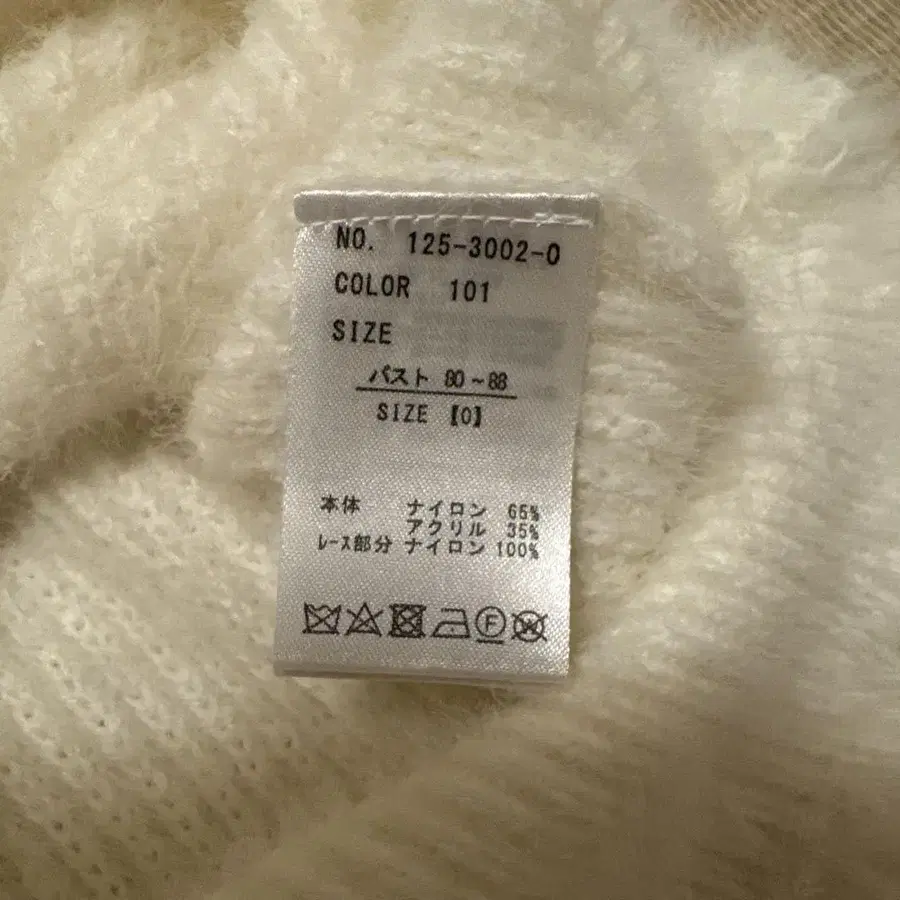 NO. 125-3002-0
COLOR 101
SIZE
バスト 80~88
SIZE 【0】
本体 ナイロン 65%
アクリル 35%
レース部分 ナイロン 100%
F
W